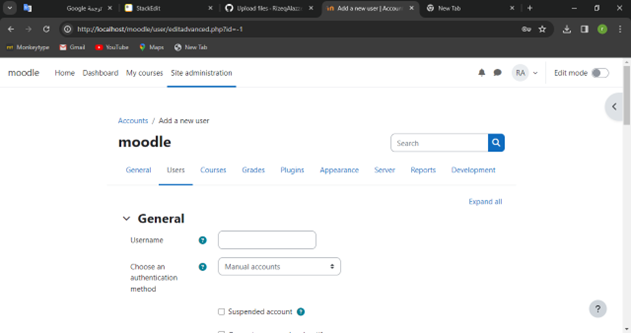 ترجمة Google
StackEdit
Upload files · RizeqAlazz
Add a new user | Account
New Tab
http://localhost/moodle/user/editadvanced.php?id=-1
Monkeytype
Gmail
YouTube
Maps
New Tab
moodle
Home
Dashboard
My courses
Site administration
RA
Edit mode
Accounts / Add a new user
moodle
Search
General
Users
Courses
Grades
Plugins
Appearance
Server
Reports
Development
Expand all
General
Username
Choose an
authentication
method
Manual accounts
Suspended account